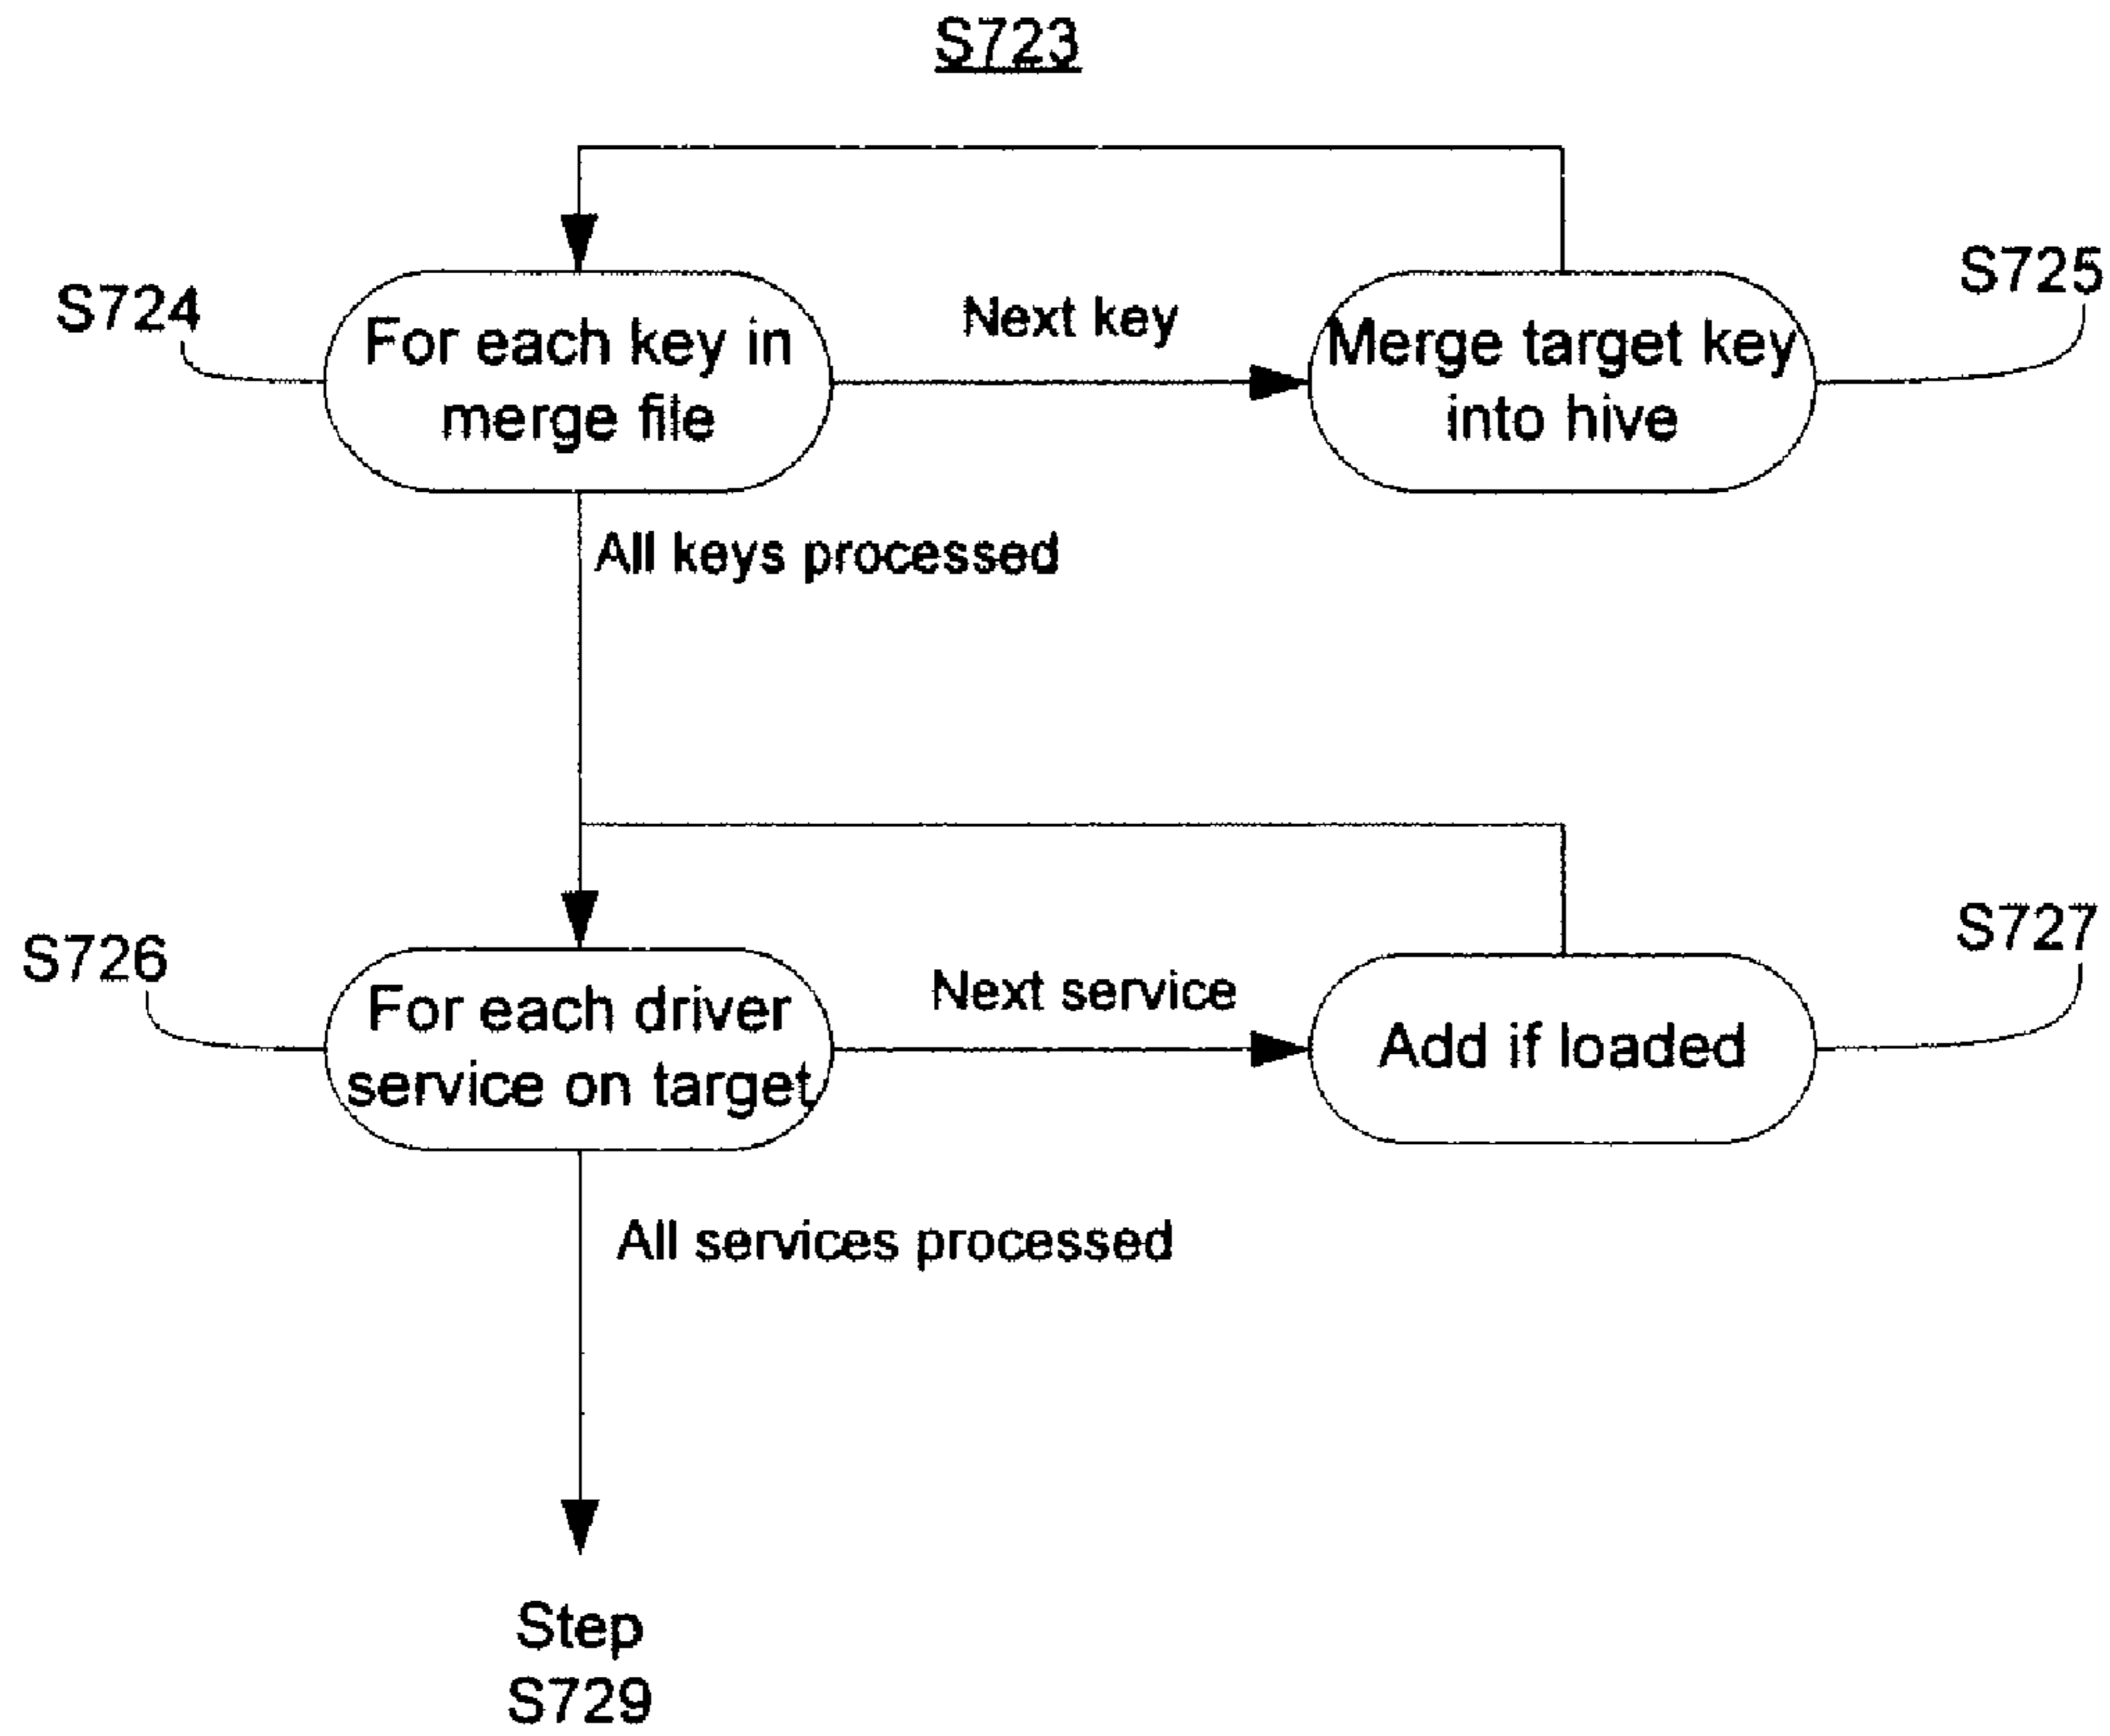 S723
S724
For each key in
merge file
Next key
Merge target key
into hive
S725
All keys processed
S726
For each driver
service on target
Next service
Add if loaded
S727
All services processed
Step
S729